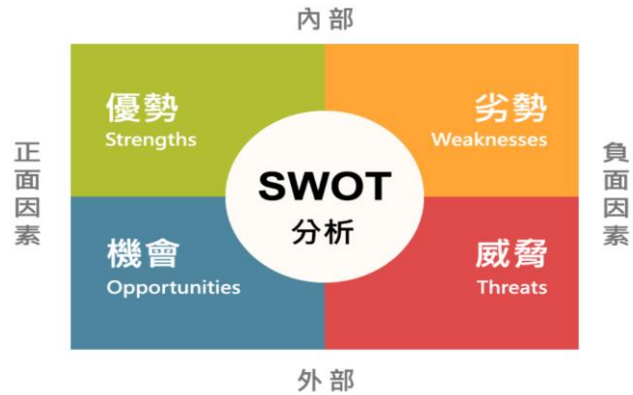 內部
優勢
Strengths
劣勢
Weaknesses
正面因素
SWOT
分析
負面因素
機會
Opportunities
威脅
Threats
外部